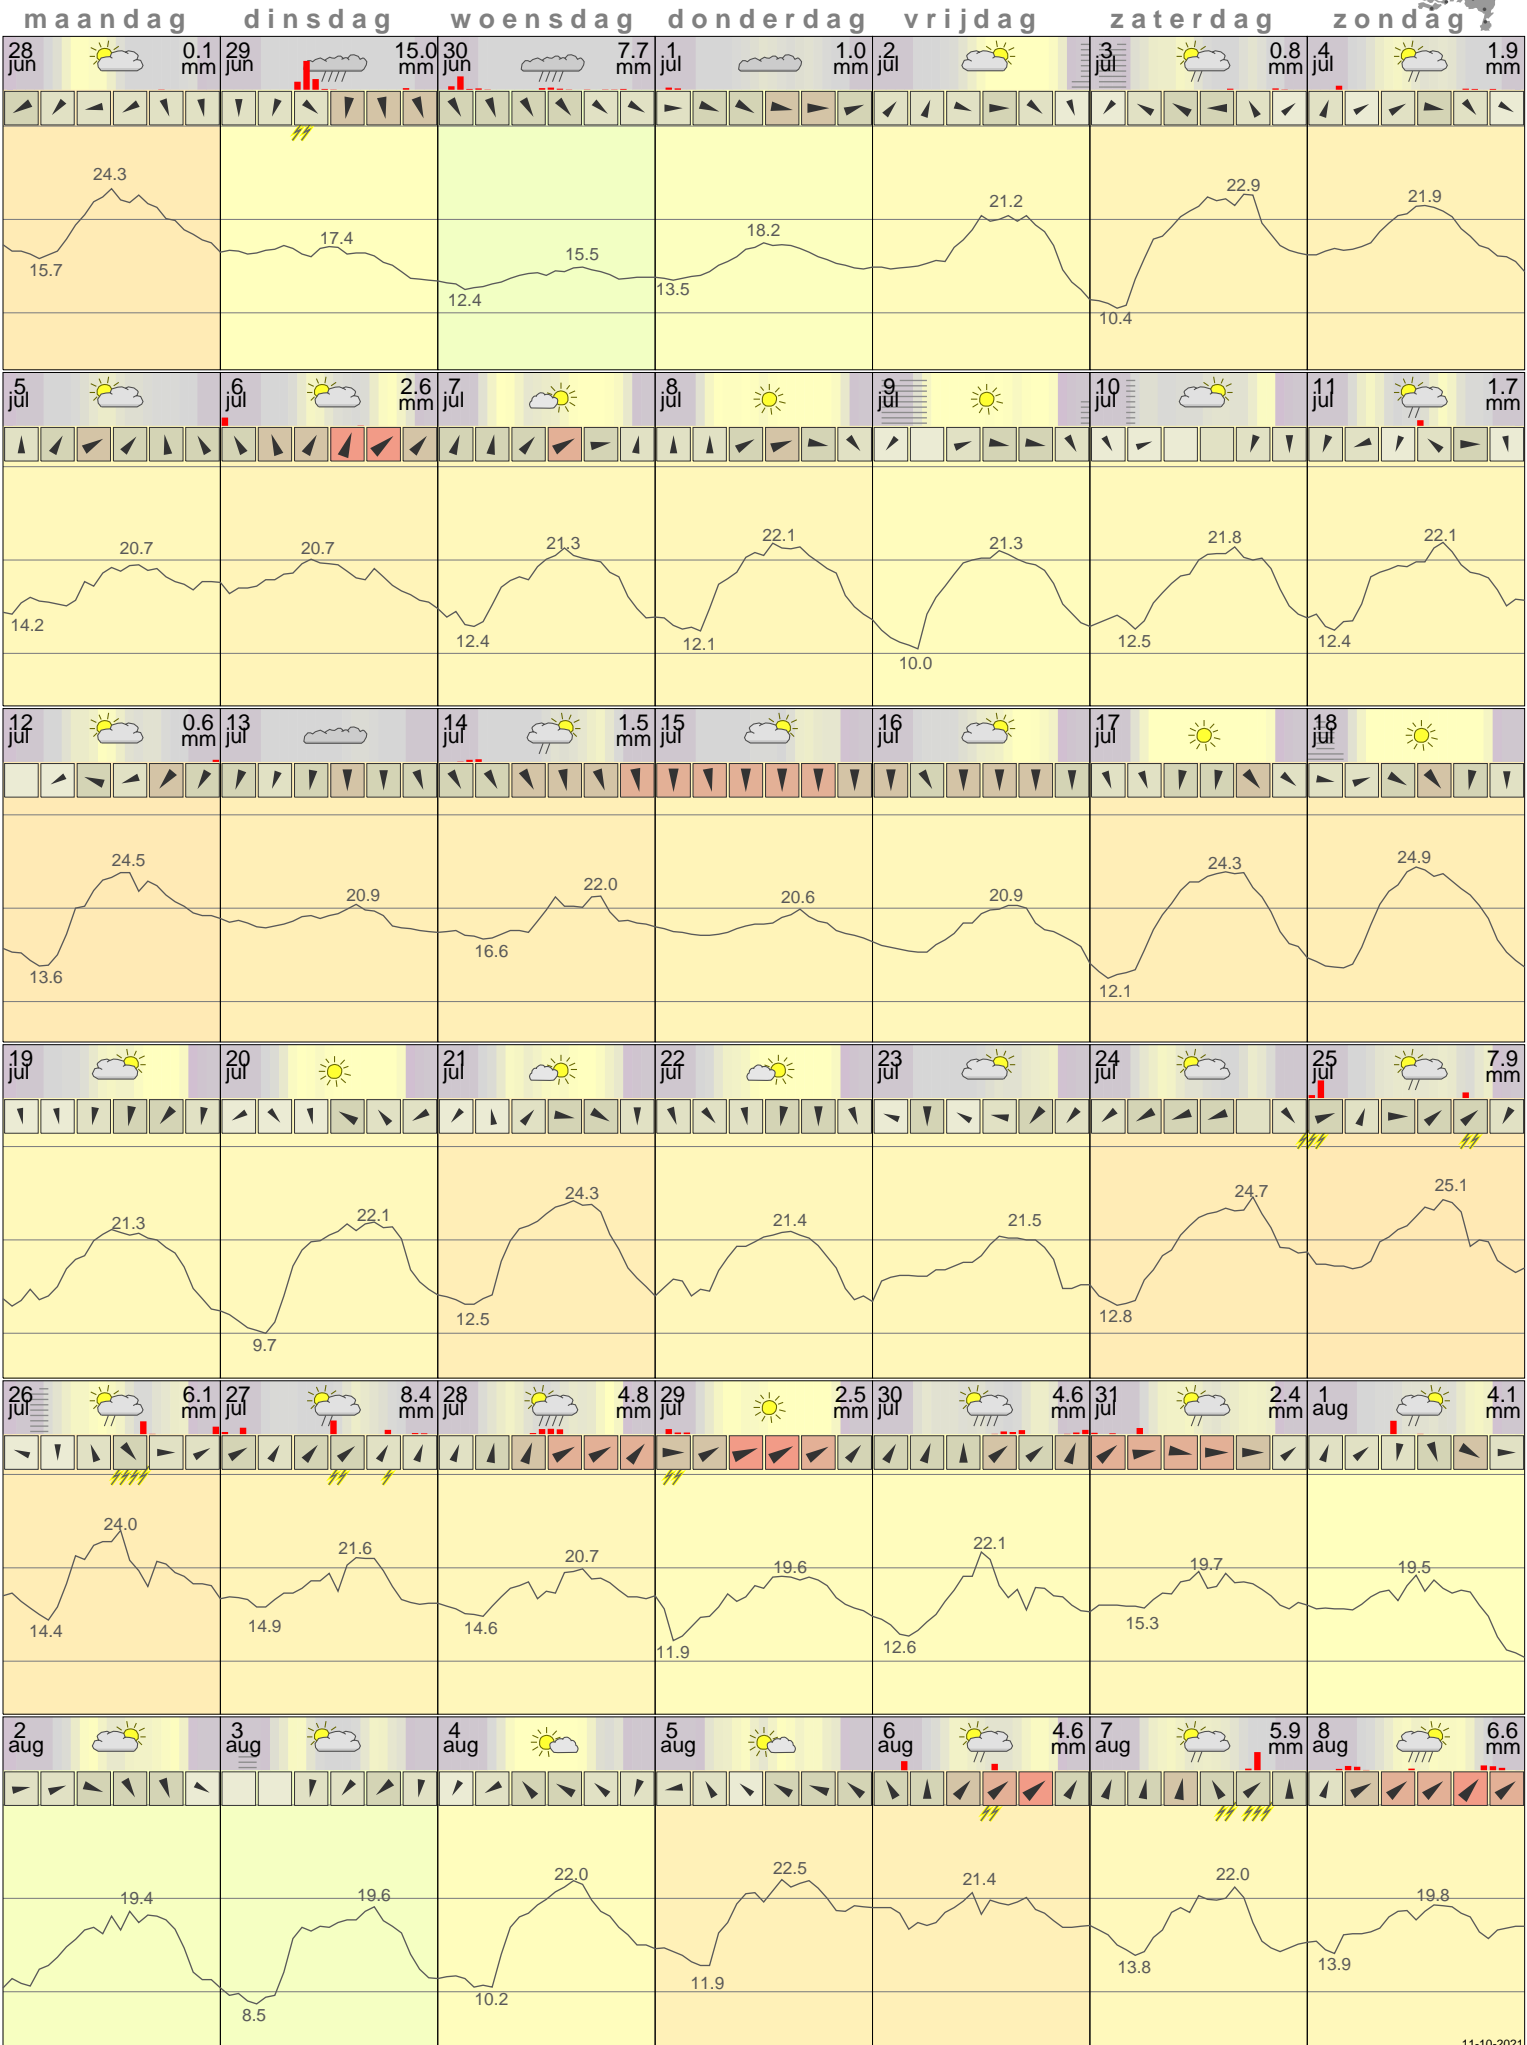 maandag dinsdag woensdag donderdag vrijdag zaterdag zondag
28 jun 0.1 mm 29 jun 15.0 mm 30 jun 7.7 mm 1 jul 1.0 mm 2 jul 3 jul 0.8 mm 4 jul 1.9 mm
24.3 15.7 17.4 12.4 15.5 13.5 18.2 21.2 10.4 22.9 21.9
5 jul 6 jul 2.6 mm 7 jul 8 jul 9 jul 10 jul 11 jul 1.7 mm
14.2 20.7 20.7 12.4 21.3 12.1 22.1 10.0 21.3 12.5 21.8 12.4 22.1
12 jul 0.6 mm 13 jul 14 jul 1.5 mm 15 jul 16 jul 17 jul 18 jul
13.6 24.5 20.9 16.6 22.0 20.6 20.9 12.1 24.3 24.9
19 jul 20 jul 21 jul 22 jul 23 jul 24 jul 25 jul 7.9 mm
21.3 9.7 22.1 12.5 24.3 21.4 21.5 12.8 24.7 25.1
26 jul 6.1 mm 27 jul 8.4 mm 28 jul 4.8 mm 29 jul 2.5 mm 30 jul 4.6 mm 31 jul 2.4 mm 1 aug 4.1 mm
14.4 24.0 14.9 21.6 14.6 20.7 11.9 19.6 12.6 22.1 15.3 19.7 19.5
2 aug 3 aug 4 aug 5 aug 6 aug 4.6 mm 7 aug 5.9 mm 8 aug 6.6 mm
19.4 8.5 19.6 10.2 22.0 11.9 22.5 21.4 13.8 22.0 13.9 19.8
11-10-2021